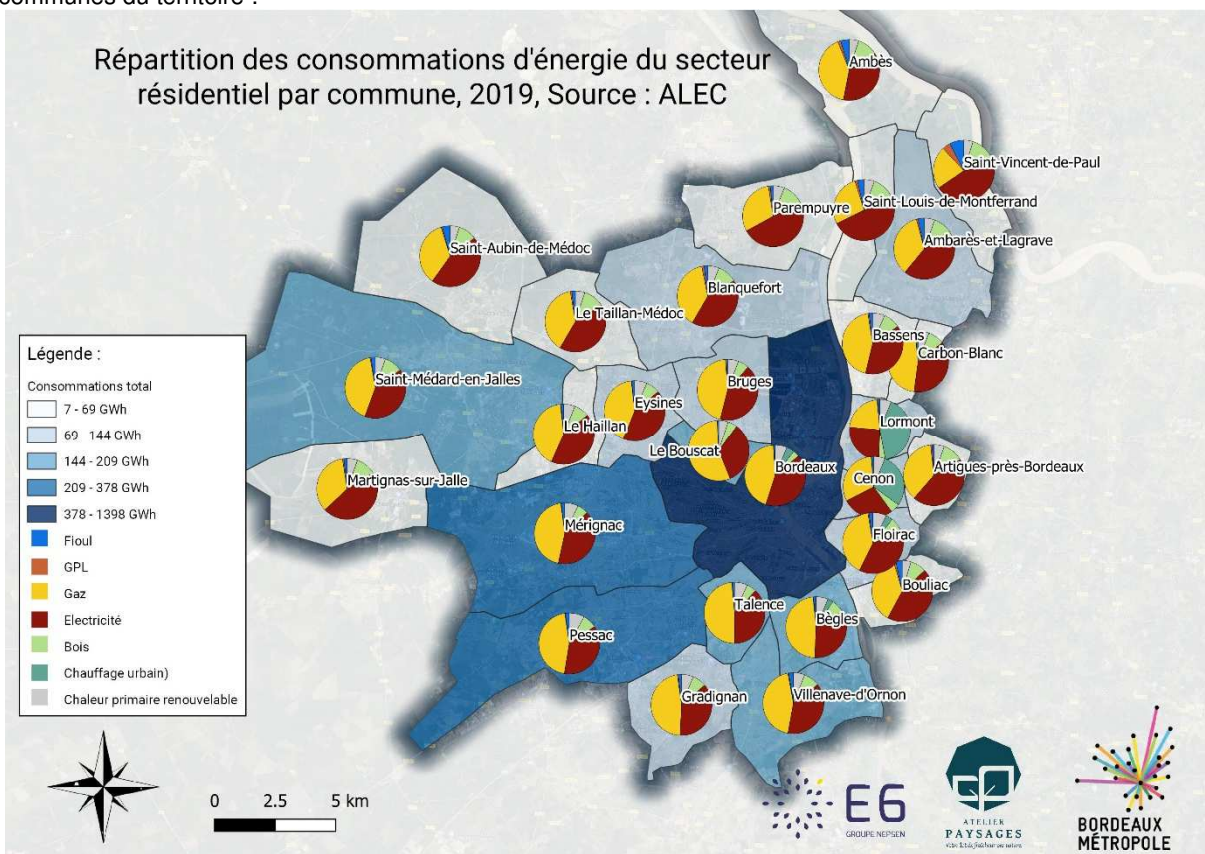 communes du territoire :
Répartition des consommations d'énergie du secteur
résidentiel par commune, 2019, Source : ALEC
Ambès
Saint-Vincent-de-Paul
Parempuyre
Saint-Louis-de-Montferrand
Ambarès-et-Lagrave
Saint-Aubin-de-Médoc
Blanquefort
Le Taillan-Médoc
Bassens
Carbon-Blanc
Saint-Médard-en-Jalles
Bruges
Eysines
Lormont
Le Haillan
Le Bouscat
Bordeaux
Cenon
Artigues-près-Bordeaux
Martignas-sur-Jalle
Mérignac
Floirac
Bouliac
Talence
Bègles
Pessac
Gradignan
Villenave-d'Ornon
Légende :
Consommations total
7 - 69 GWh
69 - 144 GWh
144 - 209 GWh
209 - 378 GWh
378 - 1398 GWh
Fioul
GPL
Gaz
Electricité
Bois
Chauffage urbain)
Chaleur primaire renouvelable
0 2.5 5 km
E6
GROUPE NEPSEN
ATELIER
PAYSAGES
BORDEAUX
MÉTROPOLE